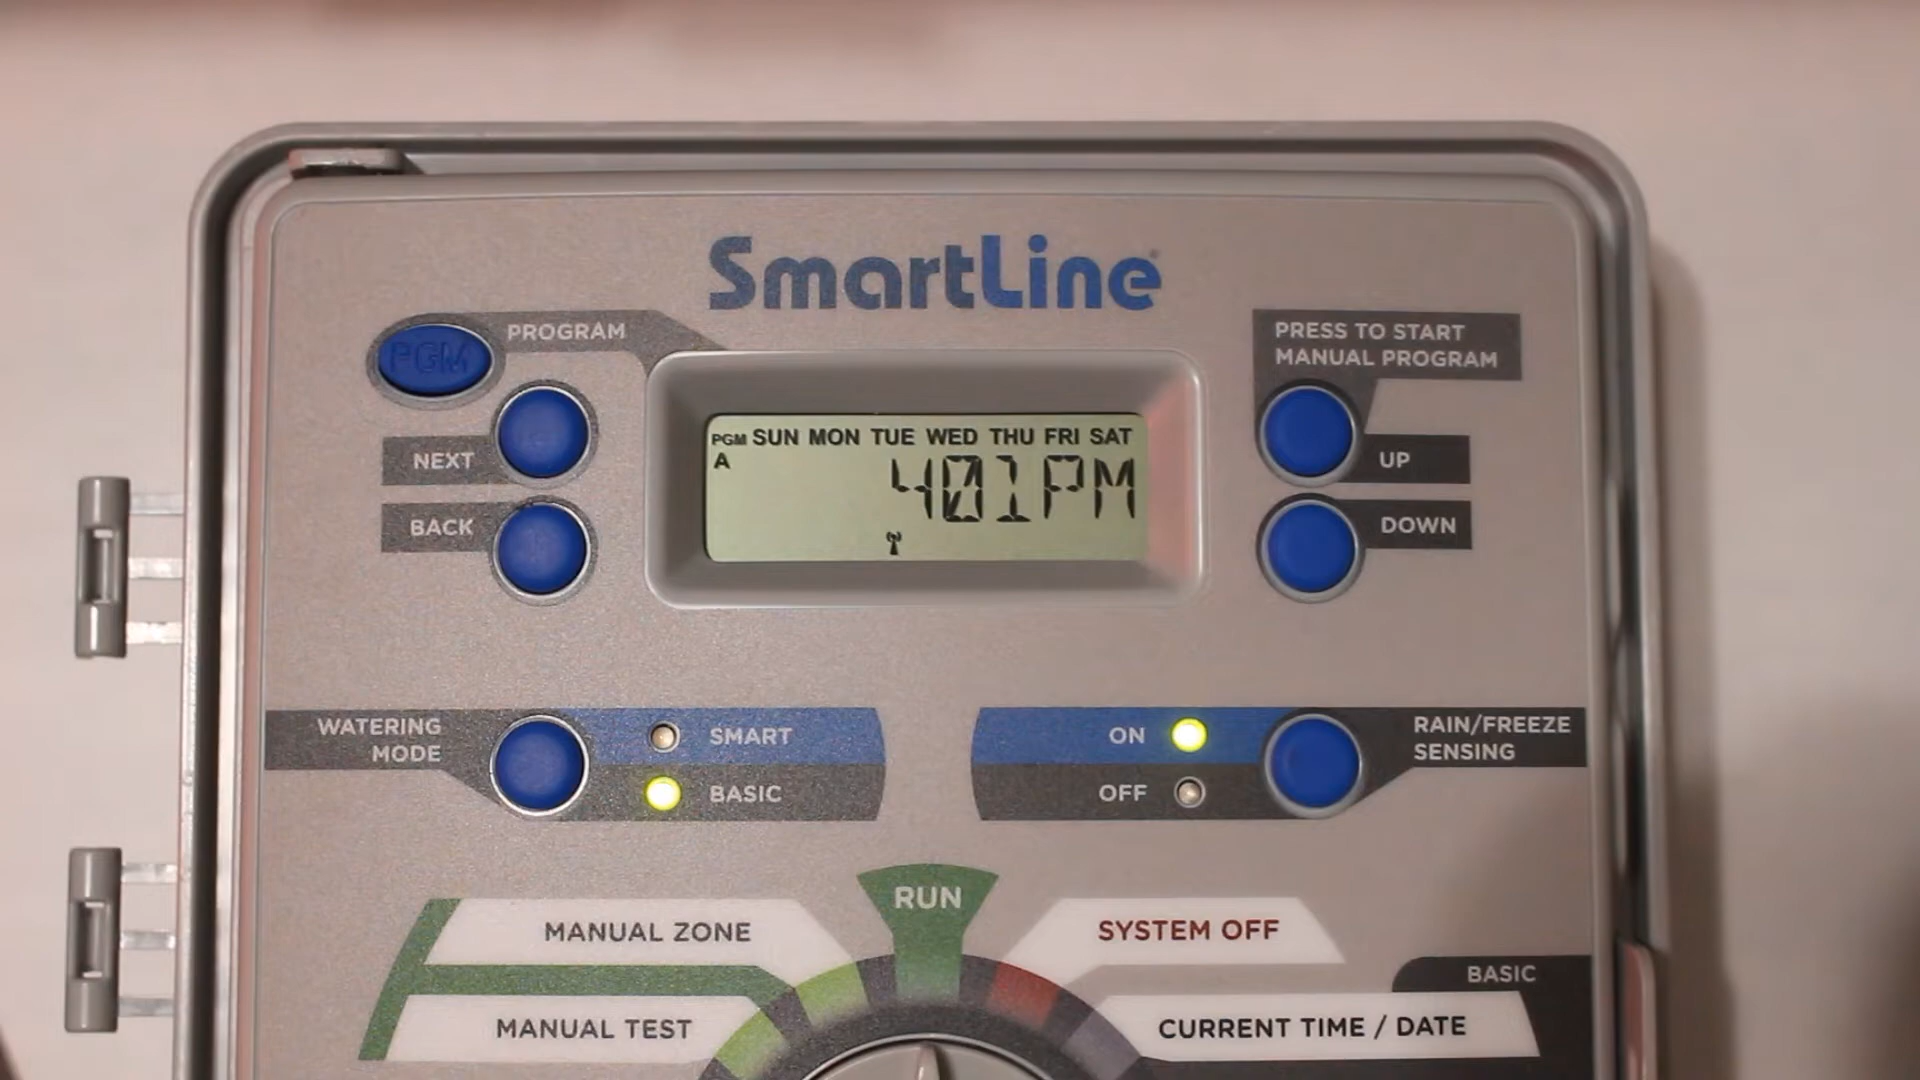 SmartLine
PGM
PROGRAM
NEXT
BACK
PGM SUN MON TUE WED THU FRI SAT
A
401PM
PRESS TO START
MANUAL PROGRAM
UP
DOWN
WATERING
MODE
SMART
BASIC
ON
OFF
RAIN/FREEZE
SENSING
RUN
MANUAL ZONE
MANUAL TEST
SYSTEM OFF
BASIC
CURRENT TIME / DATE